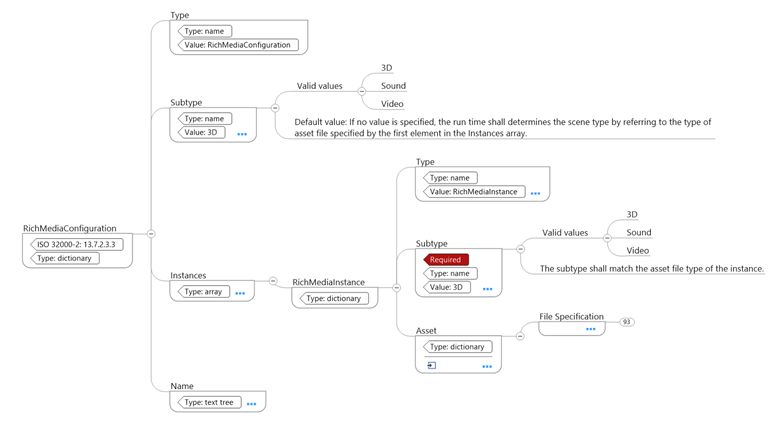 Type
Type: name
Value: RichMediaConfiguration
Subtype
Type: name
Value: 3D
Valid values
3D
Sound
Video
Default value: If no value is specified, the run time shall determines the scene type by referring to the type of
asset file specified by the first element in the Instances array.
RichMediaConfiguration
ISO 32000-2: 13.7.2.3.3
Type: dictionary
Instances
Type: array
RichMediaInstance
Type: dictionary
Type
Type: name
Value: RichMediaInstance
Subtype
Required
Type: name
Value: 3D
Valid values
3D
Sound
Video
The subtype shall match the asset file type of the instance.
Asset
Type: dictionary
File Specification
93
Name
Type: text tree